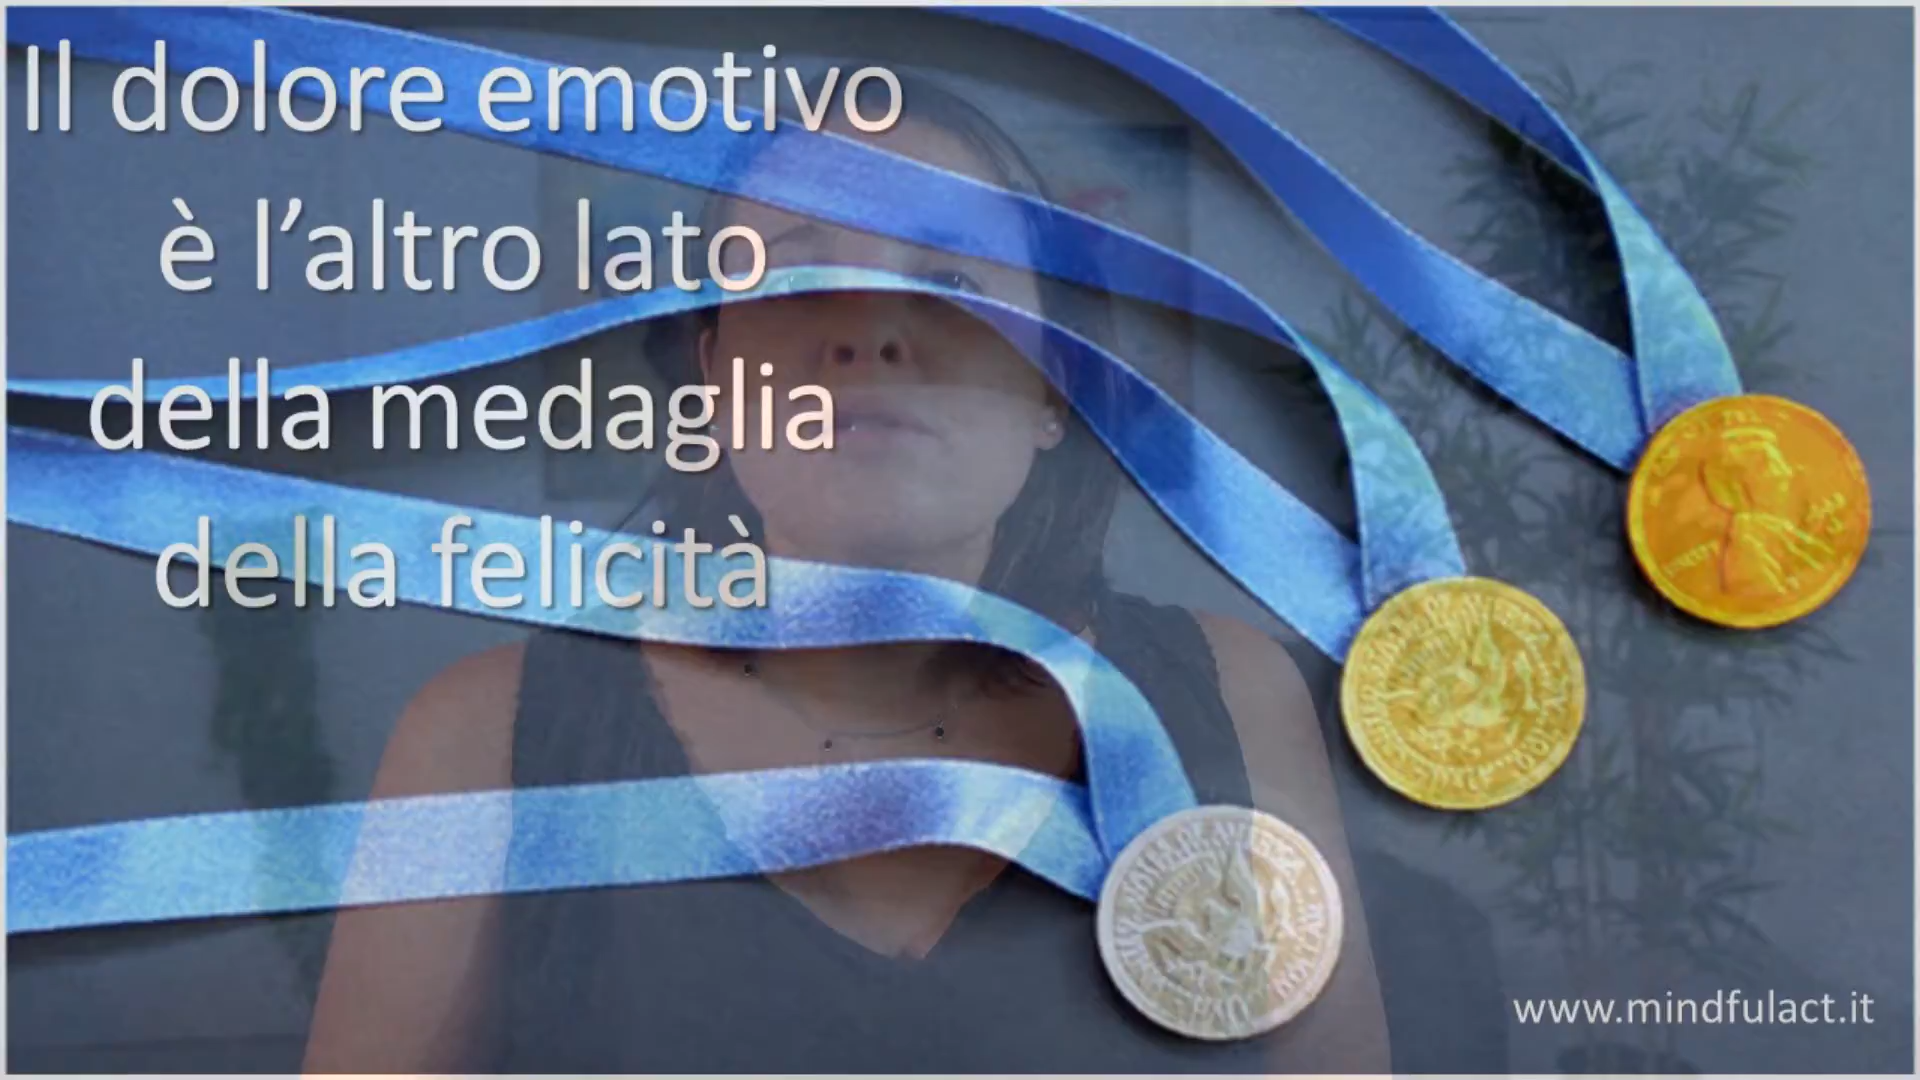 Il dolore emotivo
è l’altro lato
della medaglia
della felicità
www.mindfulact.it